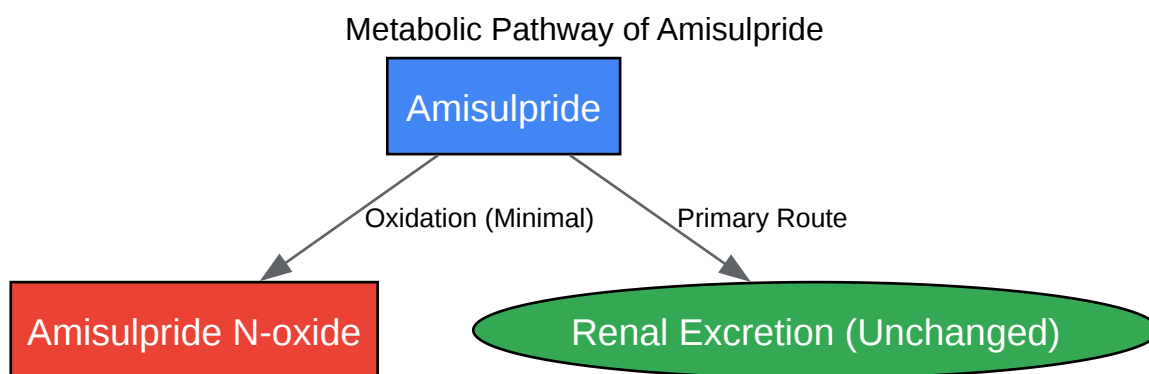 Metabolic Pathway of Amisulpride
Amisulpride
Oxidation (Minimal)
Primary Route
Amisulpride N-oxide
Renal Excretion (Unchanged)